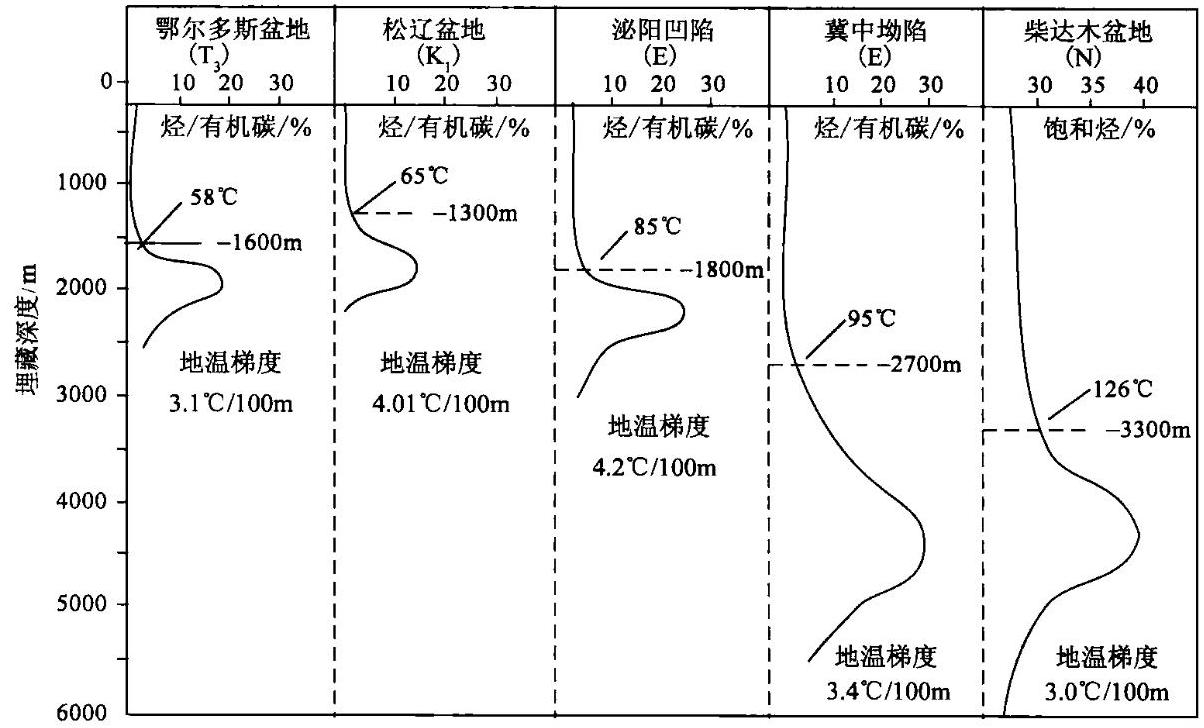 鄂尔多斯盆地
(T3)
10 20 30
烃/有机碳/%
58℃
-1600m
地温梯度
3.1℃/100m
松辽盆地
(K1)
10 20 30
烃/有机碳/%
65℃
-1300m
地温梯度
4.01℃/100m
泌阳凹陷
(E)
10 20 30
烃/有机碳/%
85℃
-1800m
地温梯度
4.2℃/100m
冀中坳陷
(E)
10 20 30
烃/有机碳/%
95℃
-2700m
地温梯度
3.4℃/100m
柴达木盆地
(N)
30 35 40
饱和烃/%
126℃
-3300m
地温梯度
3.0℃/100m
埋藏深度/m
0
1000
2000
3000
4000
5000
6000